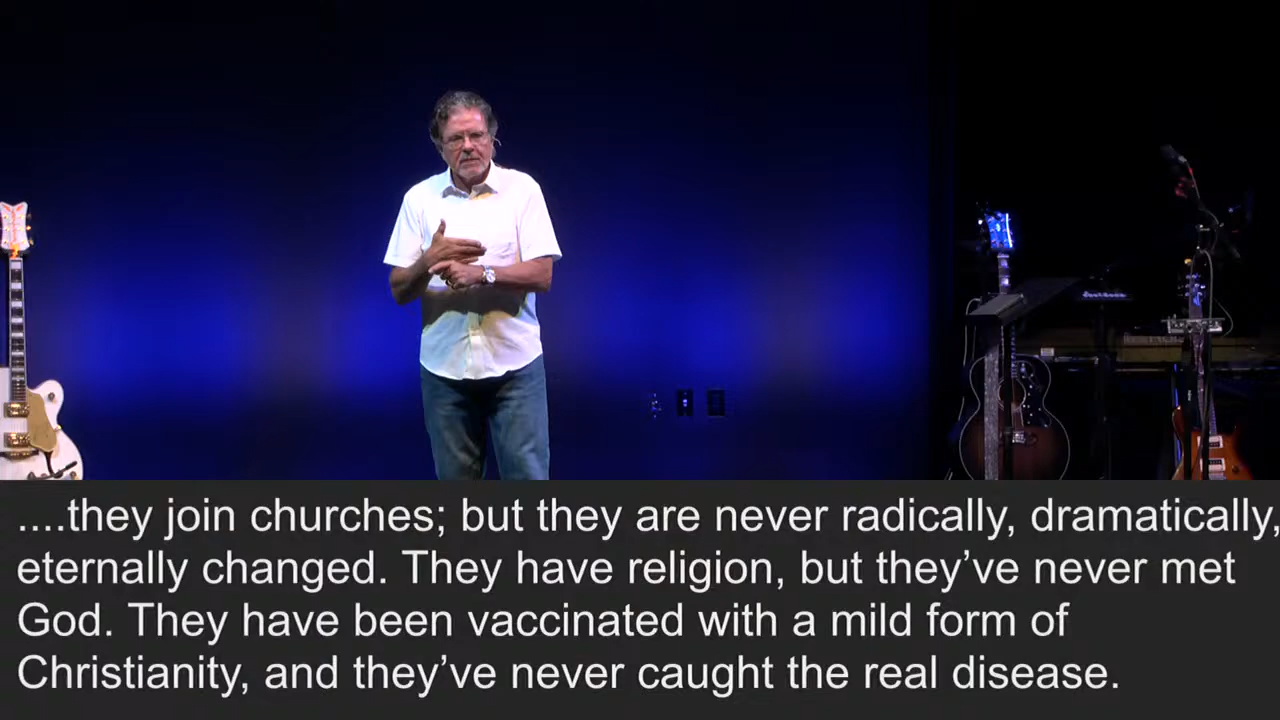 ....they join churches; but they are never radically, dramatically,
eternally changed. They have religion, but they’ve never met
God. They have been vaccinated with a mild form of
Christianity, and they’ve never caught the real disease.